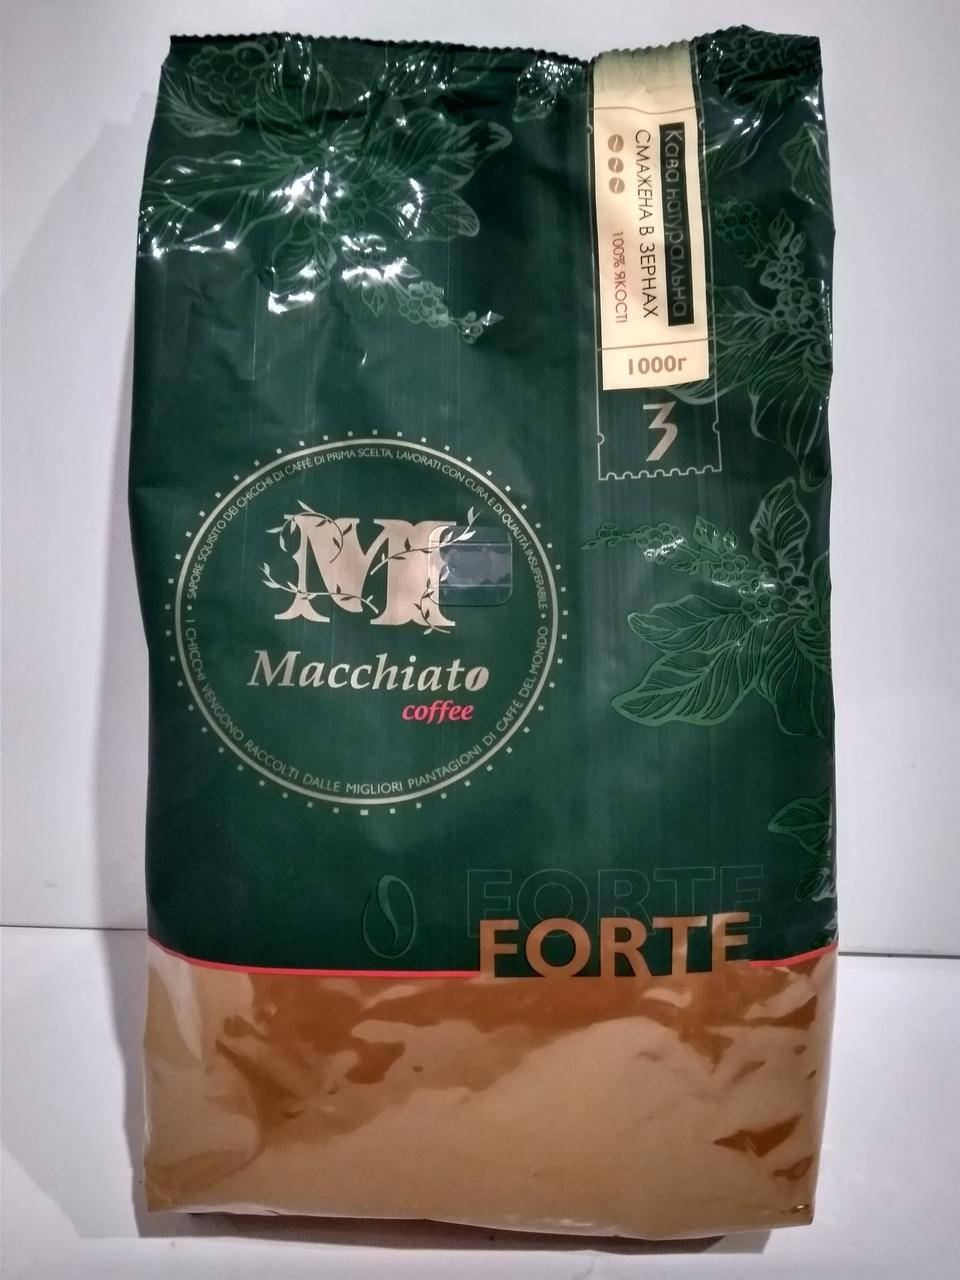 Кава натуральна
СМАЖЕНА В ЗЕРНАХ
100% ЯКОСТІ
1000г
3
SAPORE SQUISITO DEI CHICCHI DI CAFFÈ DI PRIMA SCELTA, LAVORATI CON CURA E DI QUALITÀ INSUPERABILE
I CHICCHI VENGONO RACCOLTI DALLE MIGLIORI PIANTAGIONI DI CAFFÈ DEL MONDO
M
Macchiato
coffee
FORTE
FORTE